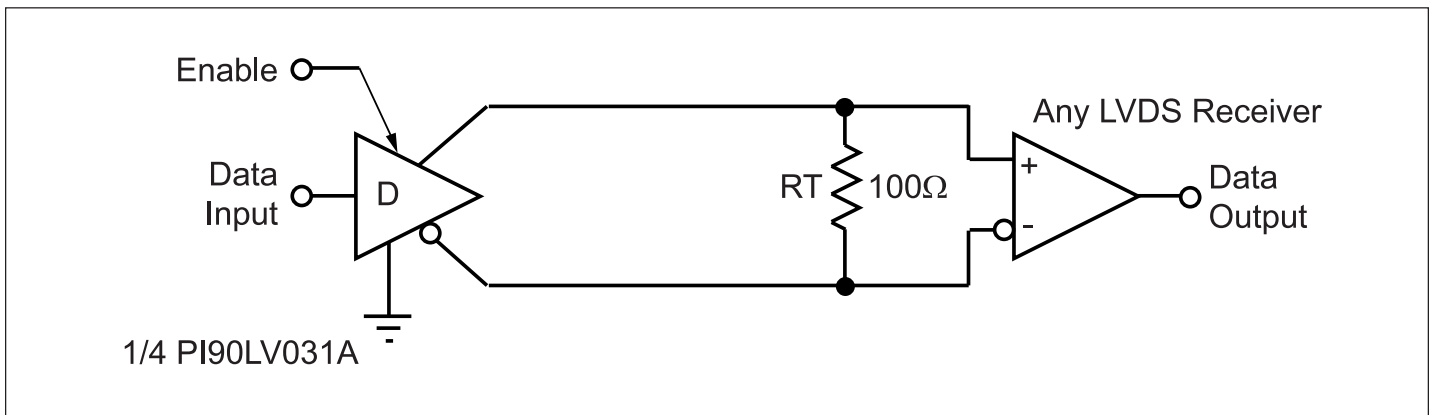 Enable
Data
Input
D
1/4 PI90LV031A
RT
100Ω
Any LVDS Receiver
+
-
Data
Output